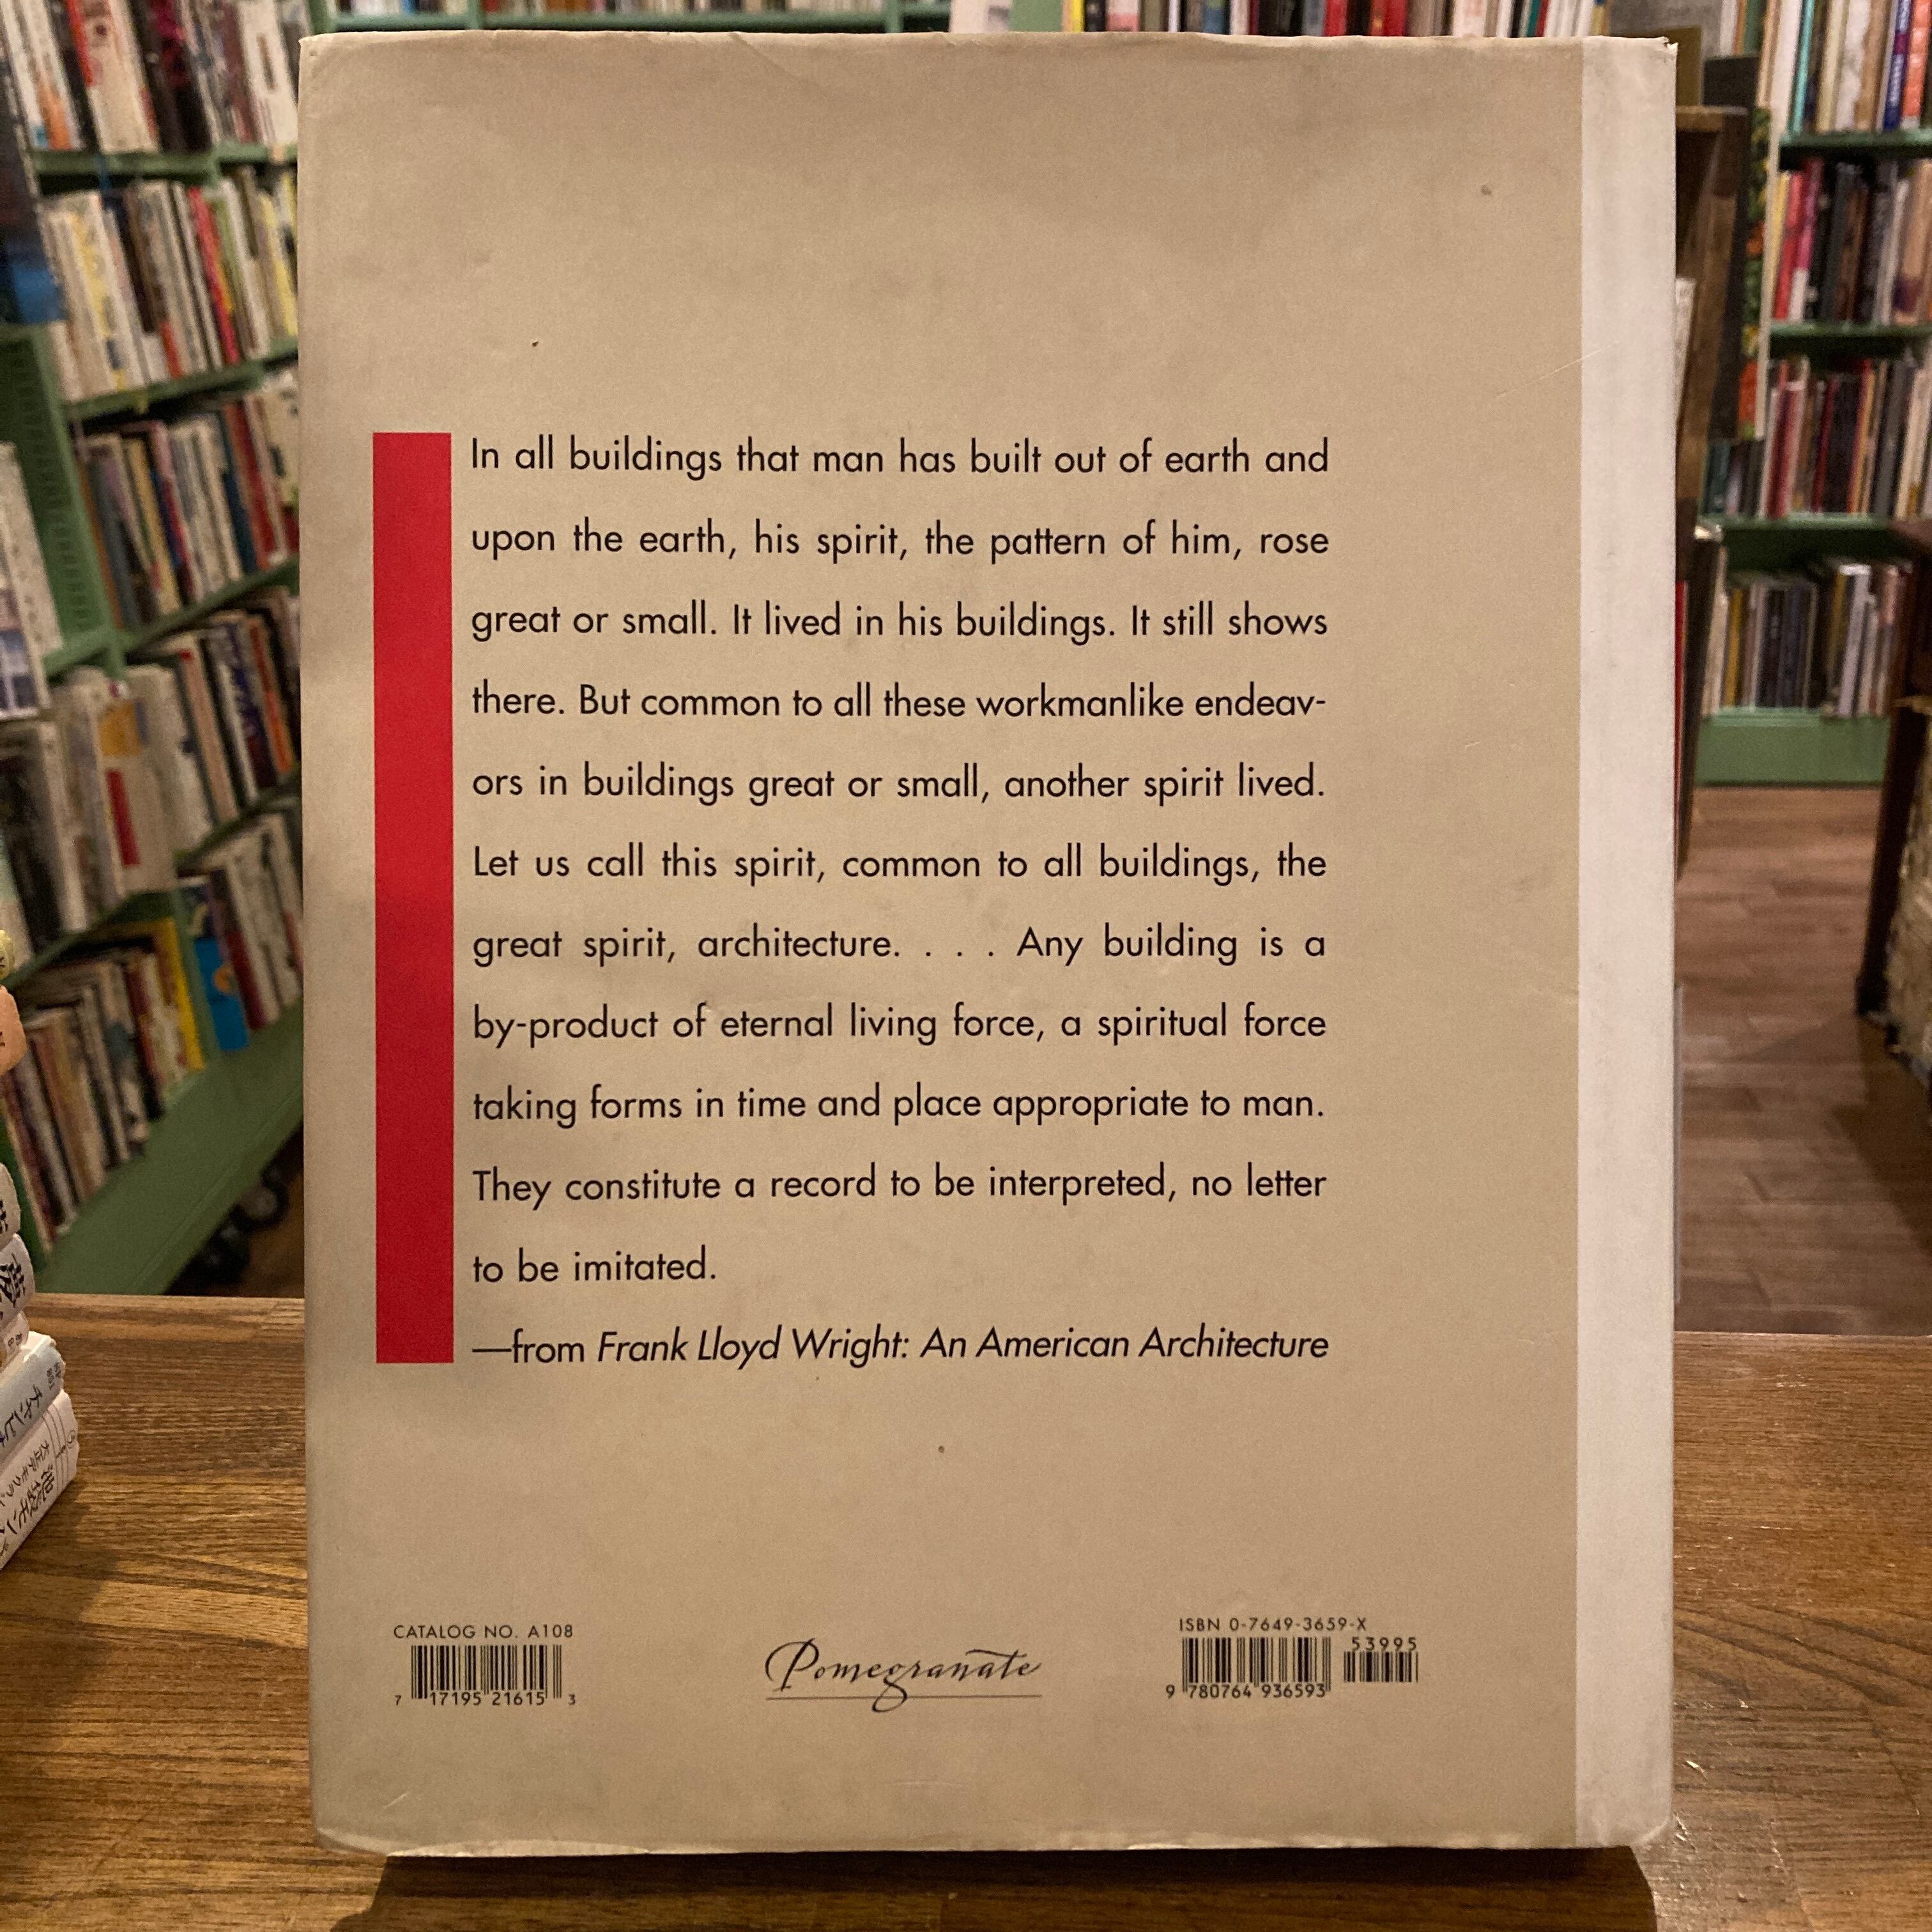 In all buildings that man has built out of earth and
upon the earth, his spirit, the pattern of him, rose
great or small. It lived in his buildings. It still shows
there. But common to all these workmanlike endeav-
ors in buildings great or small, another spirit lived.
Let us call this spirit, common to all buildings, the
great spirit, architecture. . . . Any building is a
by-product of eternal living force, a spiritual force
taking forms in time and place appropriate to man.
They constitute a record to be interpreted, no letter
to be imitated.
—from Frank Lloyd Wright: An American Architecture
CATALOG NO. A108
7 17195 21615 3
Pomegranate
ISBN 0-7649-3659-X
53995
9 780764 936593